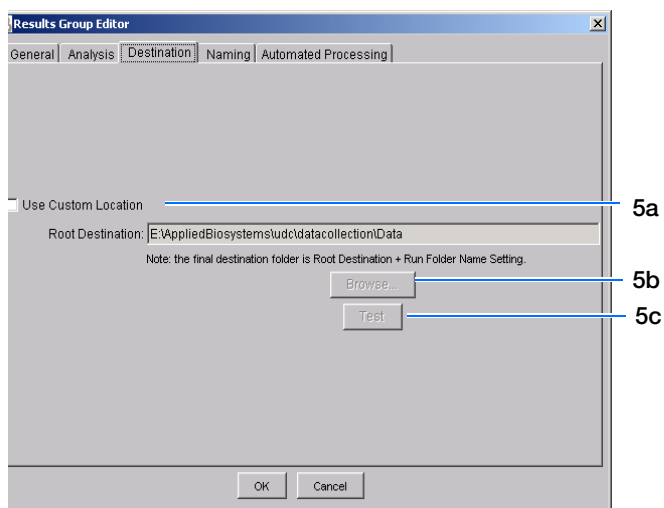 Results Group Editor
General Analysis Destination Naming Automated Processing
Use Custom Location
5a
Root Destination: E:\AppliedBiosystems\udc\datacollection\Data
Note: the final destination folder is Root Destination + Run Folder Name Setting.
Browse...
5b
Test
5c
OK Cancel